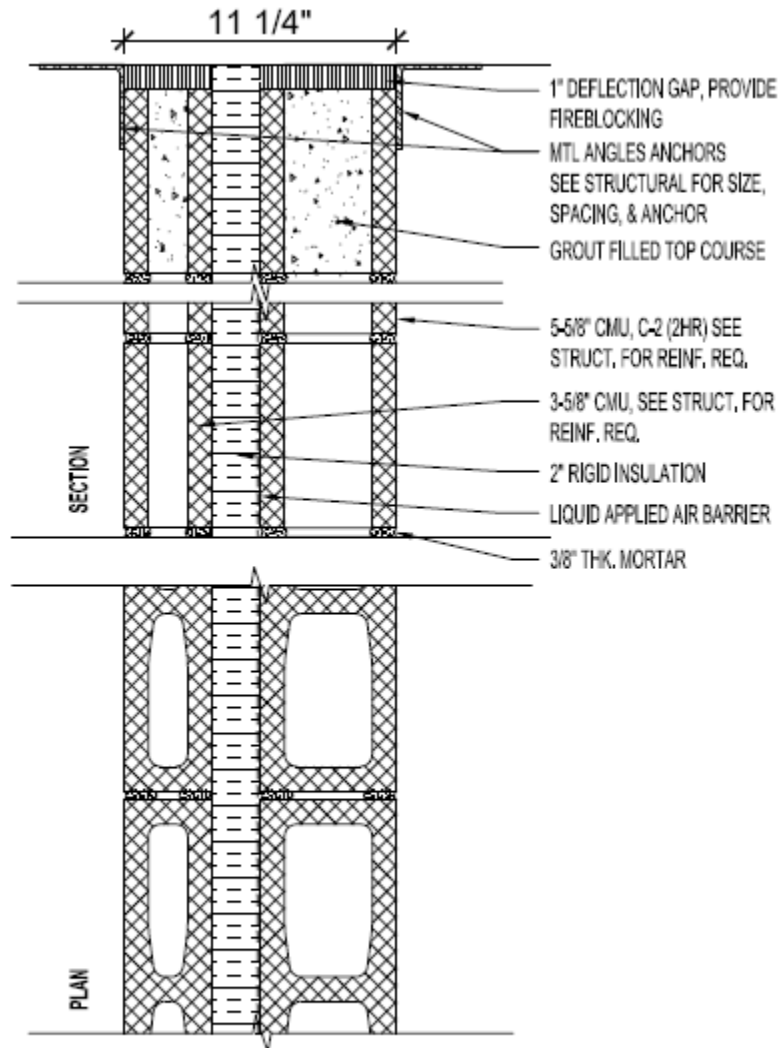 11 1/4"
1" DEFLECTION GAP, PROVIDE
FIREBLOCKING
MTL ANGLES ANCHORS
SEE STRUCTURAL FOR SIZE,
SPACING, & ANCHOR
GROUT FILLED TOP COURSE
5-5/8" CMU, C-2 (2HR) SEE
STRUCT. FOR REINF. REQ.
3-5/8" CMU, SEE STRUCT. FOR
REINF. REQ.
2" RIGID INSULATION
LIQUID APPLIED AIR BARRIER
3/8" THK. MORTAR
SECTION
PLAN